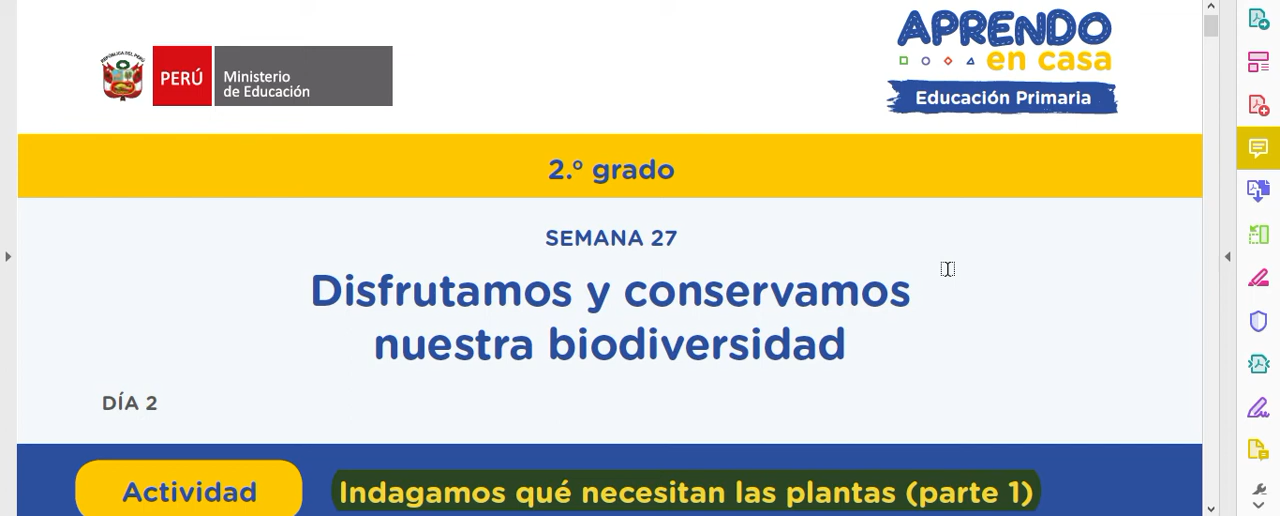 APRENDO
en casa
Educación Primaria
PERÚ
Ministerio
de Educación
2.° grado
SEMANA 27
Disfrutamos y conservamos
nuestra biodiversidad
DÍA 2
Actividad
Indagamos qué necesitan las plantas (parte 1)